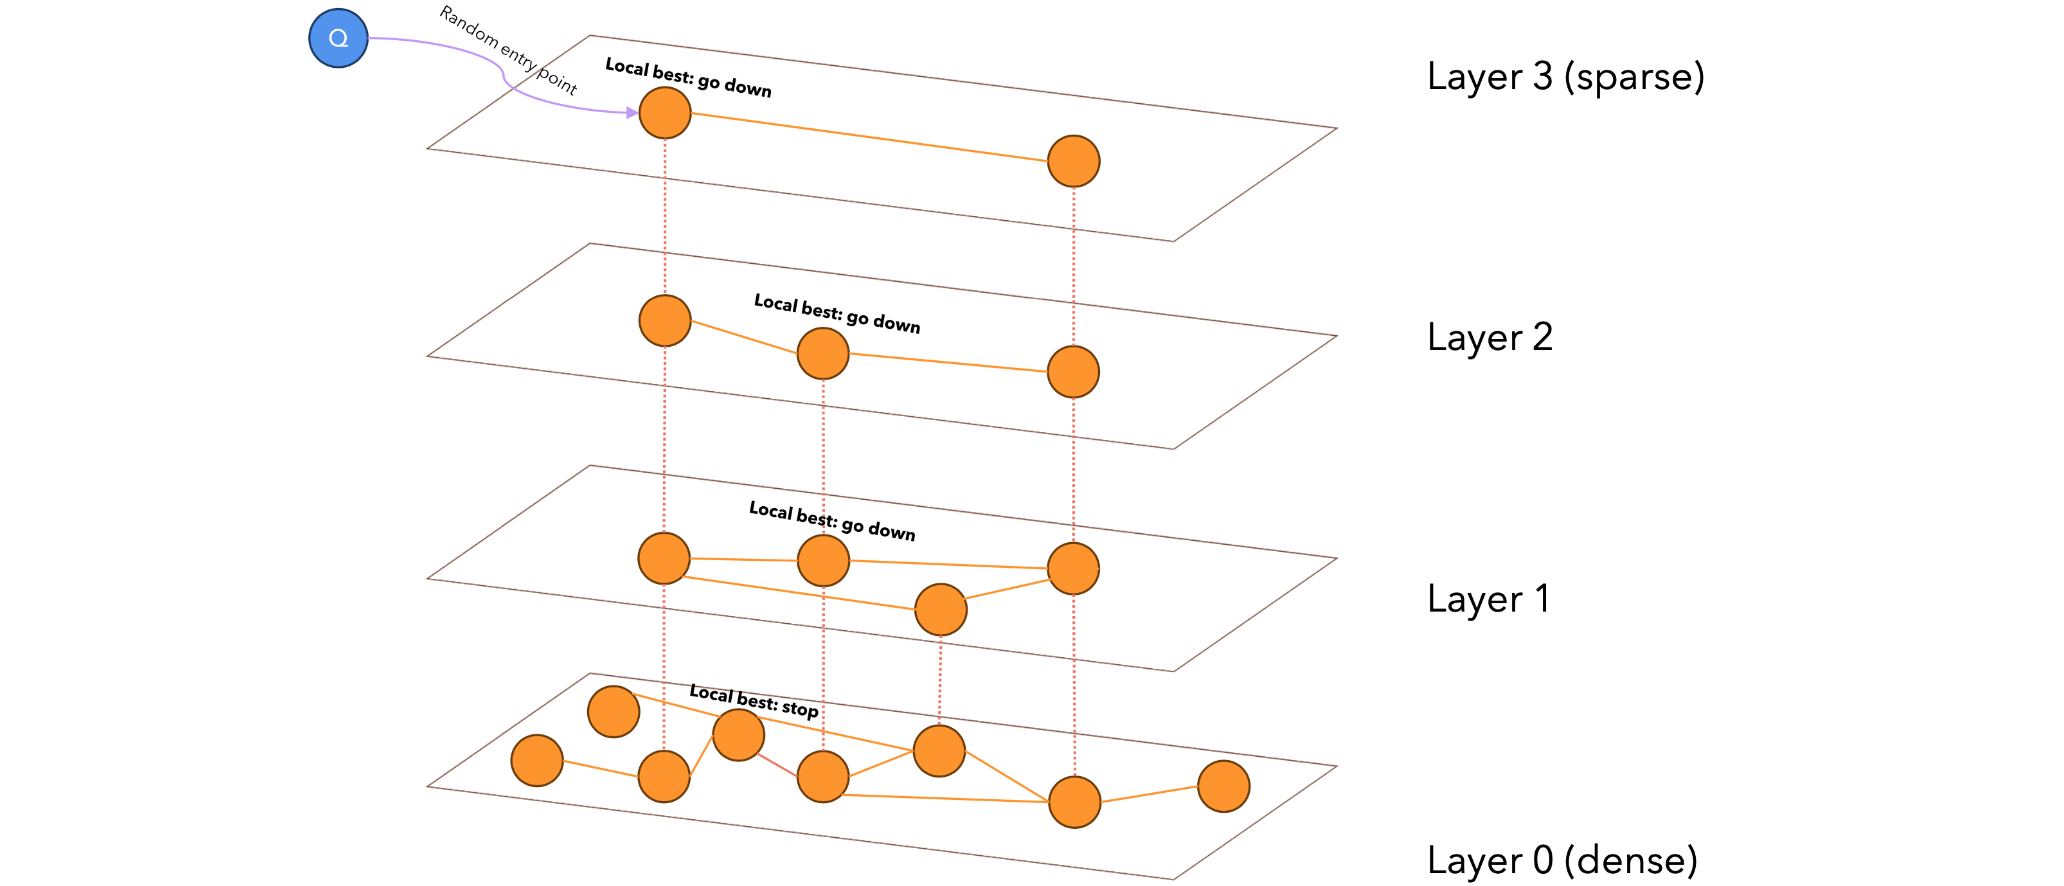 Q
Random entry point
Local best: go down
Layer 3 (sparse)
Local best: go down
Layer 2
Local best: go down
Layer 1
Local best: stop
Layer 0 (dense)